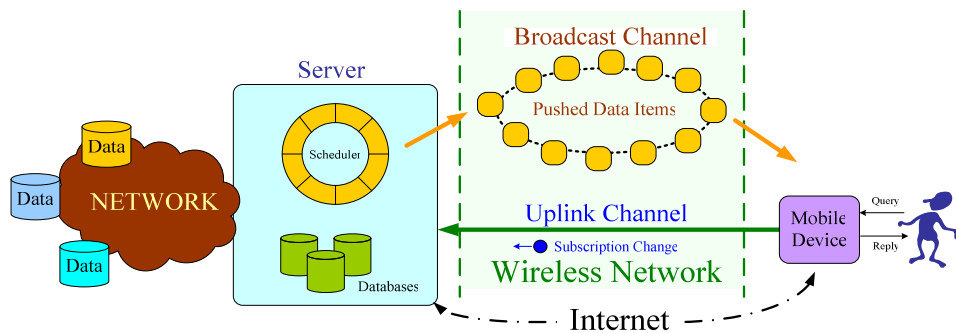 Broadcast Channel
Server
Pushed Data Items
Data
Scheduler
Data
NETWORK
Uplink Channel
Mobile
Device
Query
Reply
Subscription Change
Data
Wireless Network
Databases
Internet